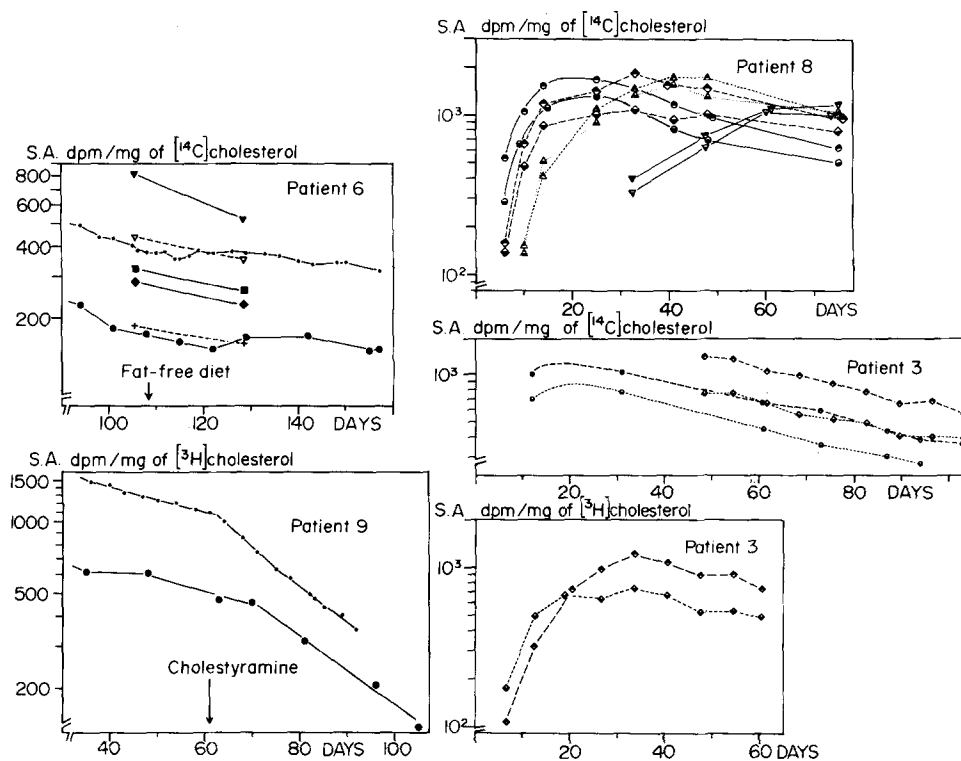 S.A. dpm/mg of [¹⁴C]cholesterol
Patient 6
800
600
400
200
Fat-free diet
100 120 140 DAYS
S.A. dpm/mg of [³H]cholesterol
Patient 9
1500
1000
500
200
Cholestyramine
40 60 80 DAYS 100
S.A. dpm/mg of [¹⁴C]cholesterol
Patient 8
10³
10²
20 40 60 DAYS
S.A. dpm/mg of [¹⁴C]cholesterol
Patient 3
10³
20 40 60 80 DAYS
S.A dpm/mg of [³H]cholesterol
Patient 3
10³
10²
20 40 60 DAYS